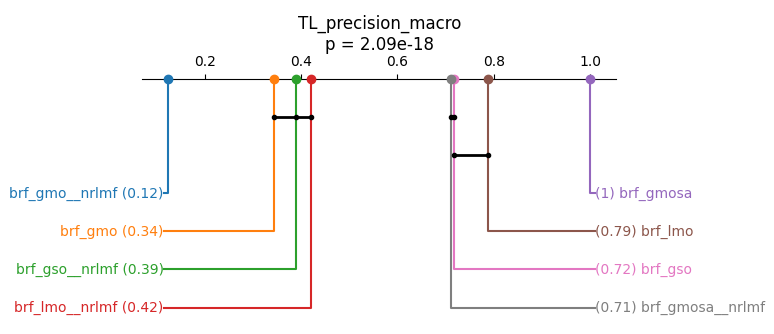 TL_precision_macro
p = 2.09e-18
0.2 0.4 0.6 0.8 1.0
brf_gmo__nrlmf (0.12) (1) brf_gmosa
brf_gmo (0.34) (0.79) brf_lmo
brf_gso__nrlmf (0.39) (0.72) brf_gso
brf_lmo__nrlmf (0.42) (0.71) brf_gmosa__nrlmf